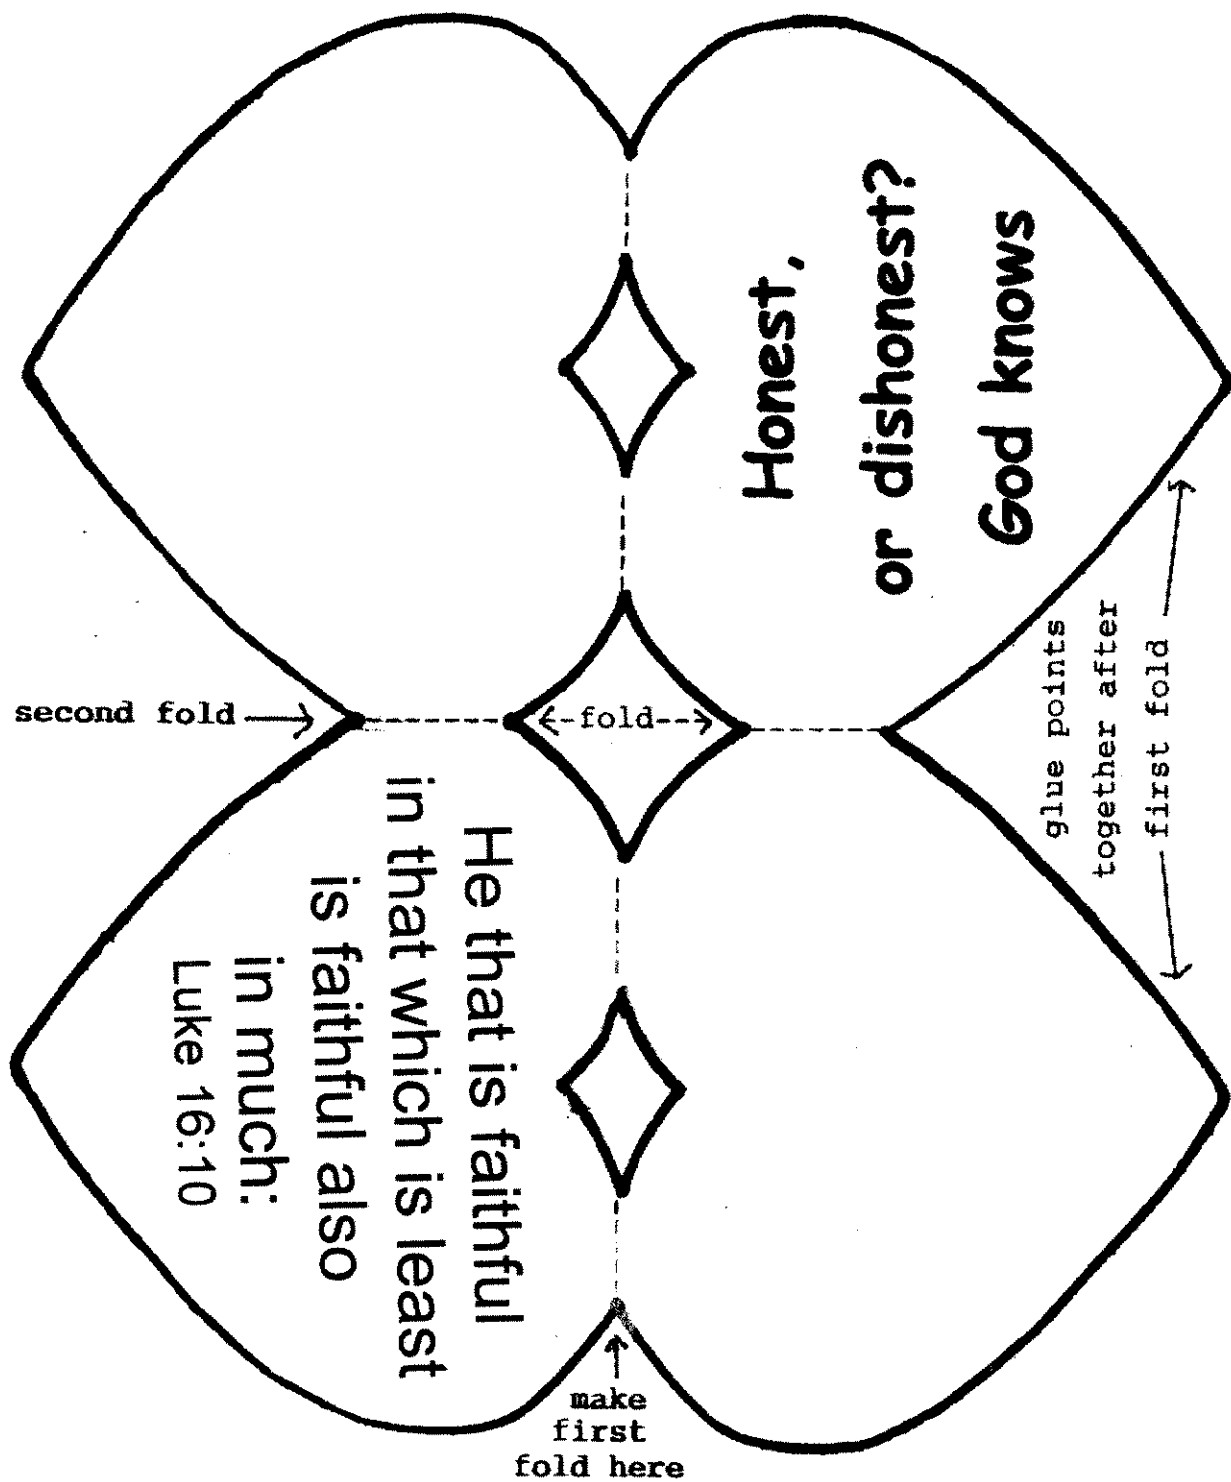 Honest,
or dishonest?
God knows
glue points
together after
first fold
second fold
fold
He that is faithful
in that which is least
is faithful also
in much:
Luke 16:10
make
first
fold here